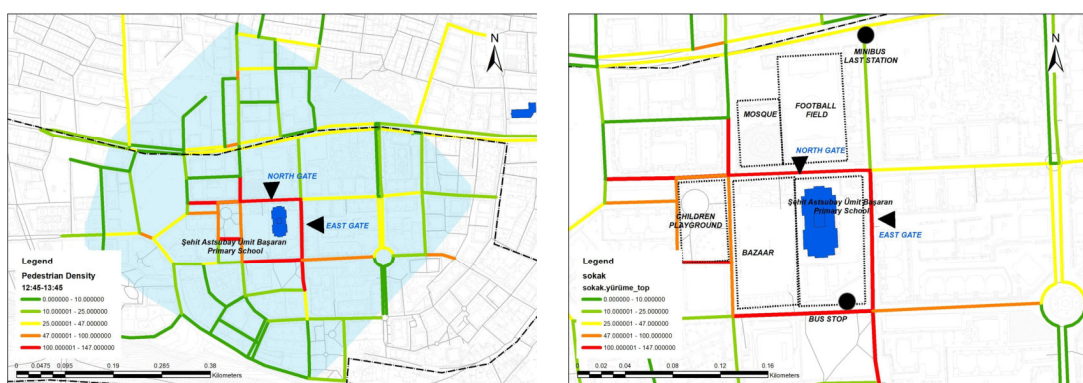 N
NORTH GATE
EAST GATE
Şehit Astsubay Ümit Başaran
Primary School
Legend
Pedestrian Density
12:45-13:45
0.000000 - 10.000000
10.000001 - 25.000000
25.000001 - 47.000000
47.000001 - 100.000000
100.000001 - 147.000000
0 0.0475 0.095 0.19 0.285 0.38
Kilometers
N
MINIBUS
LAST STATION
MOSQUE
FOOTBALL
FIELD
NORTH GATE
Şehit Astsubay Ümit Başaran
Primary School
CHILDREN
PLAYGROUND
EAST GATE
BAZAAR
BUS STOP
Legend
sokak
sokak.yürüme_top
0.000000 - 10.000000
10.000001 - 25.000000
25.000001 - 47.000000
47.000001 - 100.000000
100.000001 - 147.000000
0 0.02 0.04 0.08 0.12 0.16
Kilometers